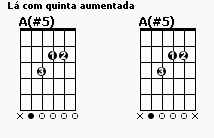 Lá com quinta aumentada
A(#5) A(#5)
1 2 1 2
3 3
x x x